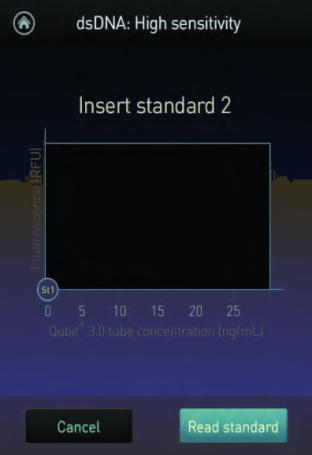 dsDNA: High sensitivity
Insert standard 2
Fluorescence [RFU]
St1
0 5 10 15 20 25
Qubit® 3.0 tube concentration (ng/mL)
Cancel
Read standard